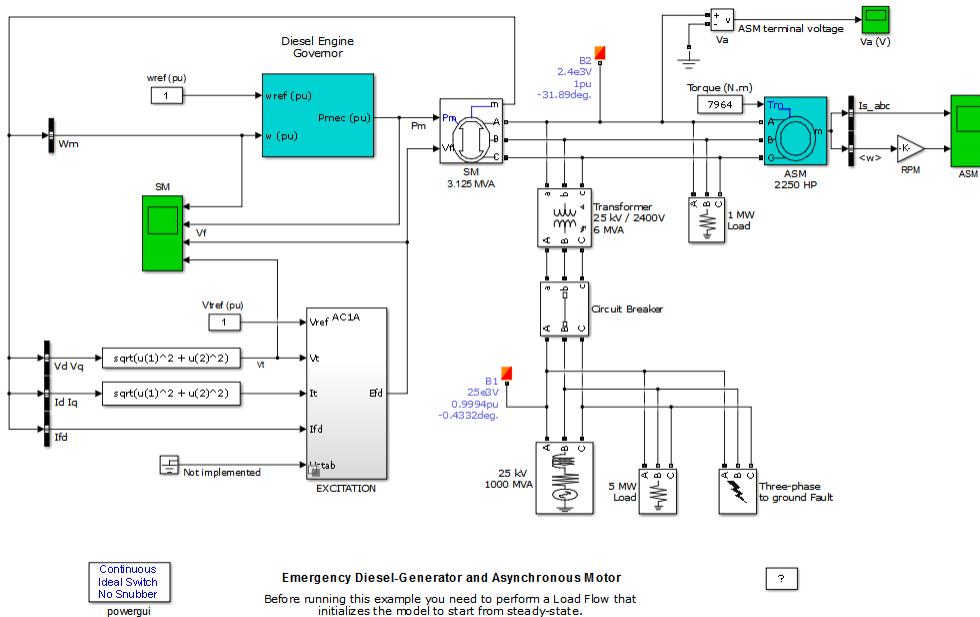 Diesel Engine
Governor
wref (pu)
1
wref (pu)
w (pu)
Pmec (pu)
Wm
Pm
Pm
Vf
m
A
B
C
SM
3.125 MVA
B2
2.4e3V
1pu
-31.89deg.
Va
+
-
v
ASM terminal voltage
Va (V)
Torque (N.m)
7964
Tm
A
B
C
m
ASM
2250 HP
Is_abc
<w>
-K-
RPM
ASM
SM
Vf
a
b
c
A
B
C
Transformer
25 kV / 2400V
6 MVA
A
B
C
1 MW
Load
a
b
c
A
B
C
Circuit Breaker
Vtref (pu)
1
Vref
AC1A
Vt
It
Ifd
Vstab
Efd
EXCITATION
Vd Vq
sqrt(u(1)^2 + u(2)^2)
Vt
Id Iq
sqrt(u(1)^2 + u(2)^2)
Ifd
Not implemented
B1
25e3V
0.9994pu
-0.4332deg.
A
B
C
25 kV
1000 MVA
A
B
C
5 MW
Load
A
B
C
Three-phase
to ground Fault
Continuous
Ideal Switch
No Snubber
powergui
Emergency Diesel-Generator and Asynchronous Motor
Before running this example you need to perform a Load Flow that
initializes the model to start from steady-state.
?